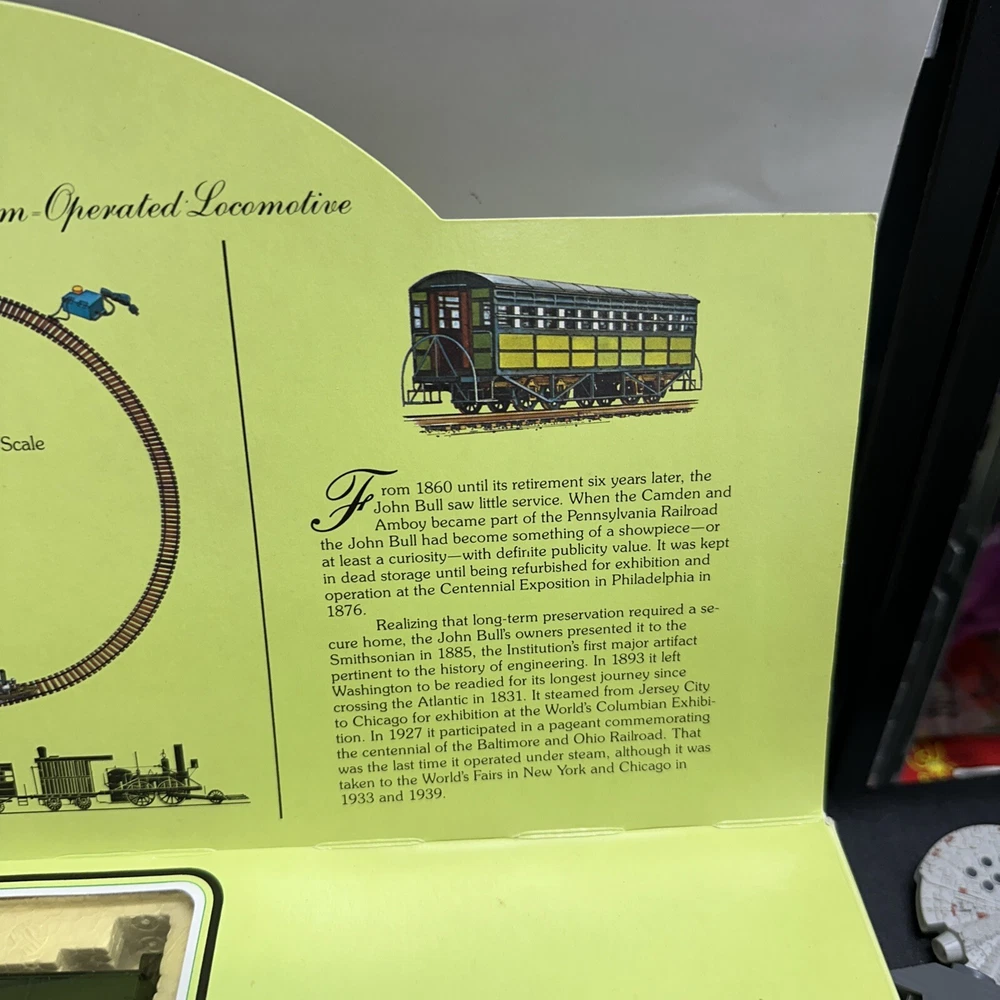 Operated Locomotive
Scale
From 1860 until its retirement six years later, the
John Bull saw little service. When the Camden and
Amboy became part of the Pennsylvania Railroad
the John Bull had become something of a showpiece—or
at least a curiosity—with definite publicity value. It was kept
in dead storage until being refurbished for exhibition and
operation at the Centennial Exposition in Philadelphia in
1876.
Realizing that long-term preservation required a se-
cure home, the John Bull's owners presented it to the
Smithsonian in 1885, the Institution's first major artifact
pertinent to the history of engineering. In 1893 it left
Washington to be readied for its longest journey since
crossing the Atlantic in 1831. It steamed from Jersey City
to Chicago for exhibition at the World's Columbian Exhibi-
tion. In 1927 it participated in a pageant commemorating
the centennial of the Baltimore and Ohio Railroad. That
was the last time it operated under steam, although it was
taken to the World's Fairs in New York and Chicago in
1933 and 1939.